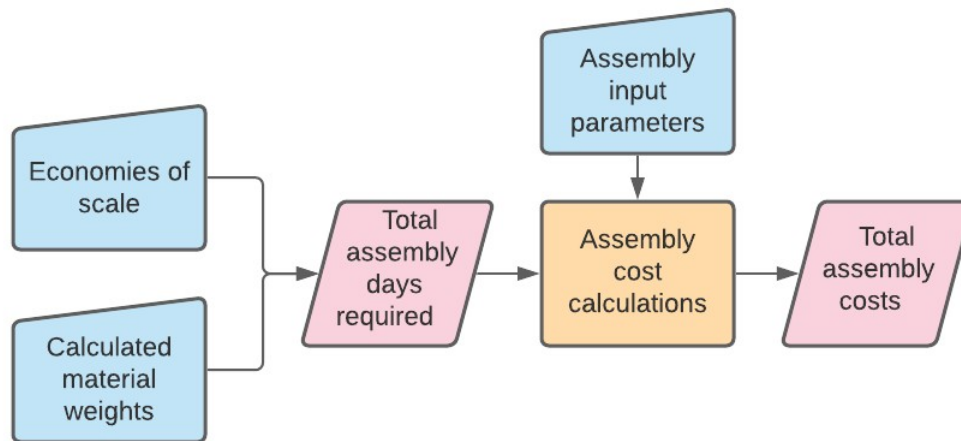 Assembly
input
parameters
Economies of
scale
Total
assembly
days
required
Assembly
cost
calculations
Total
assembly
costs
Calculated
material
weights